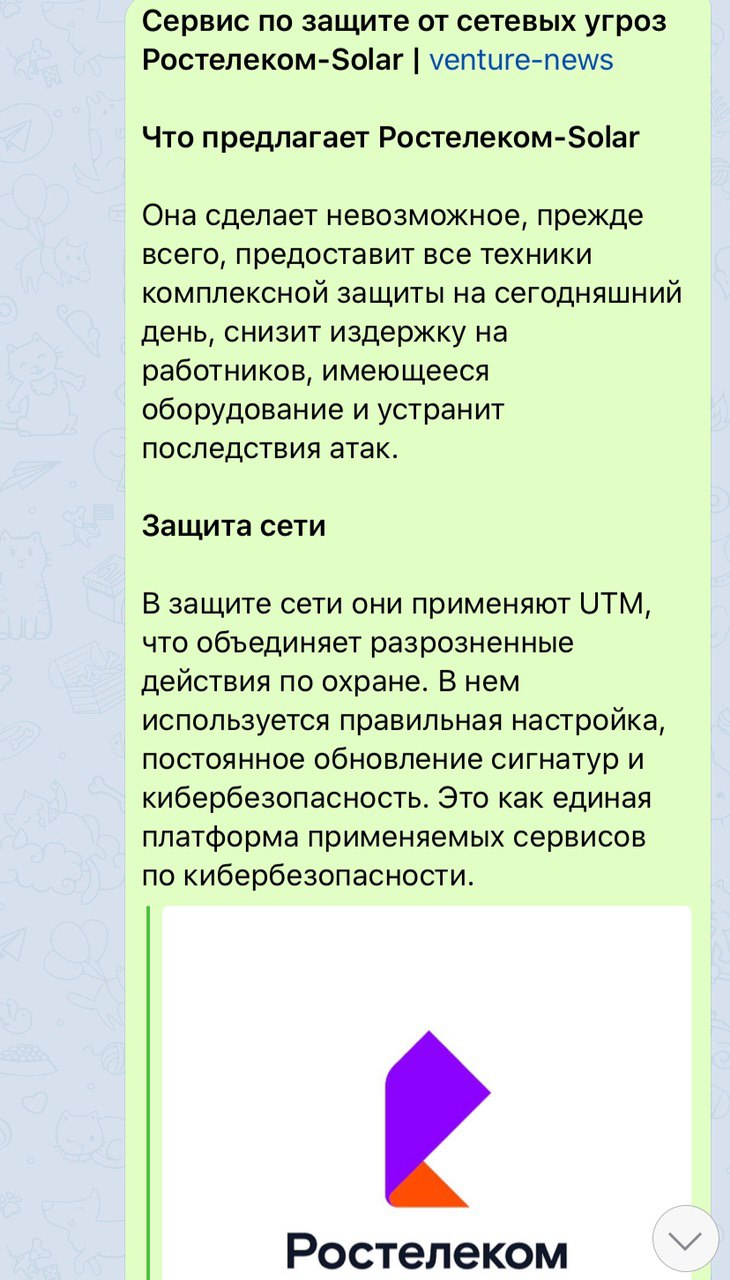 Сервис по защите от сетевых угроз
Ростелеком-Solar | venture-news
Что предлагает Ростелеком-Solar
Она сделает невозможное, прежде
всего, предоставит все техники
комплексной защиты на сегодняшний
день, снизит издержку на
работников, имеющееся
оборудование и устранит
последствия атак.
Защита сети
В защите сети они применяют UTM,
что объединяет разрозненные
действия по охране. В нем
используется правильная настройка,
постоянное обновление сигнатур и
кибербезопасность. Это как единая
платформа применяемых сервисов
по кибербезопасности.
Ростелеком